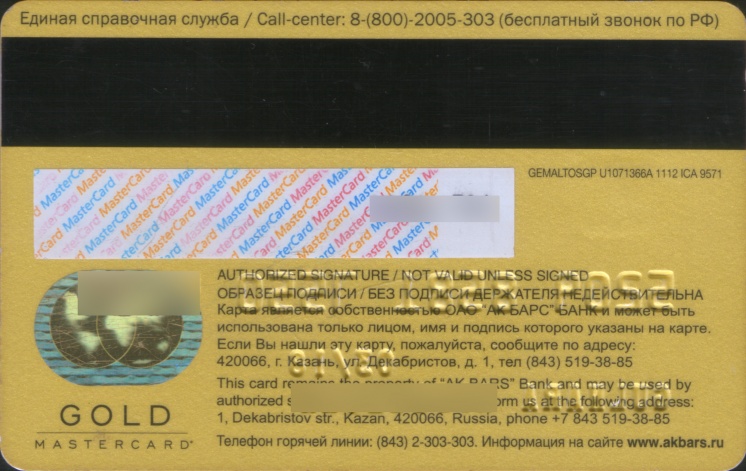 Единая справочная служба / Call-center: 8-(800)-2005-303 (бесплатный звонок по РФ)
GEMALTOSGP U1071366A 1112 ICA 9571
MasterCard MasterCard MasterCard
AUTHORIZED SIGNATURE / NOT VALID UNLESS SIGNED
ОБРАЗЕЦ ПОДПИСИ / БЕЗ ПОДПИСИ ДЕРЖАТЕЛЯ НЕДЕЙСТВИТЕЛЬНА
Карта является собственностью ОАО "АК БАРС" БАНК и может быть
использована только лицом, имя и подпись которого указаны на карте.
Если Вы нашли эту карту, пожалуйста, сообщите по адресу:
420066, г. Казань, ул. Декабристов, д. 1, тел (843) 519-38-85
This card remains the property of "AK BARS" Bank and may be used by
authorized us at the following address:
1, Dekabristov str., Kazan, 420066, Russia, phone +7 843 519-38-85
GOLD
MASTERCARD
Телефон горячей линии: (843) 2-303-303. Информация на сайте www.akbars.ru